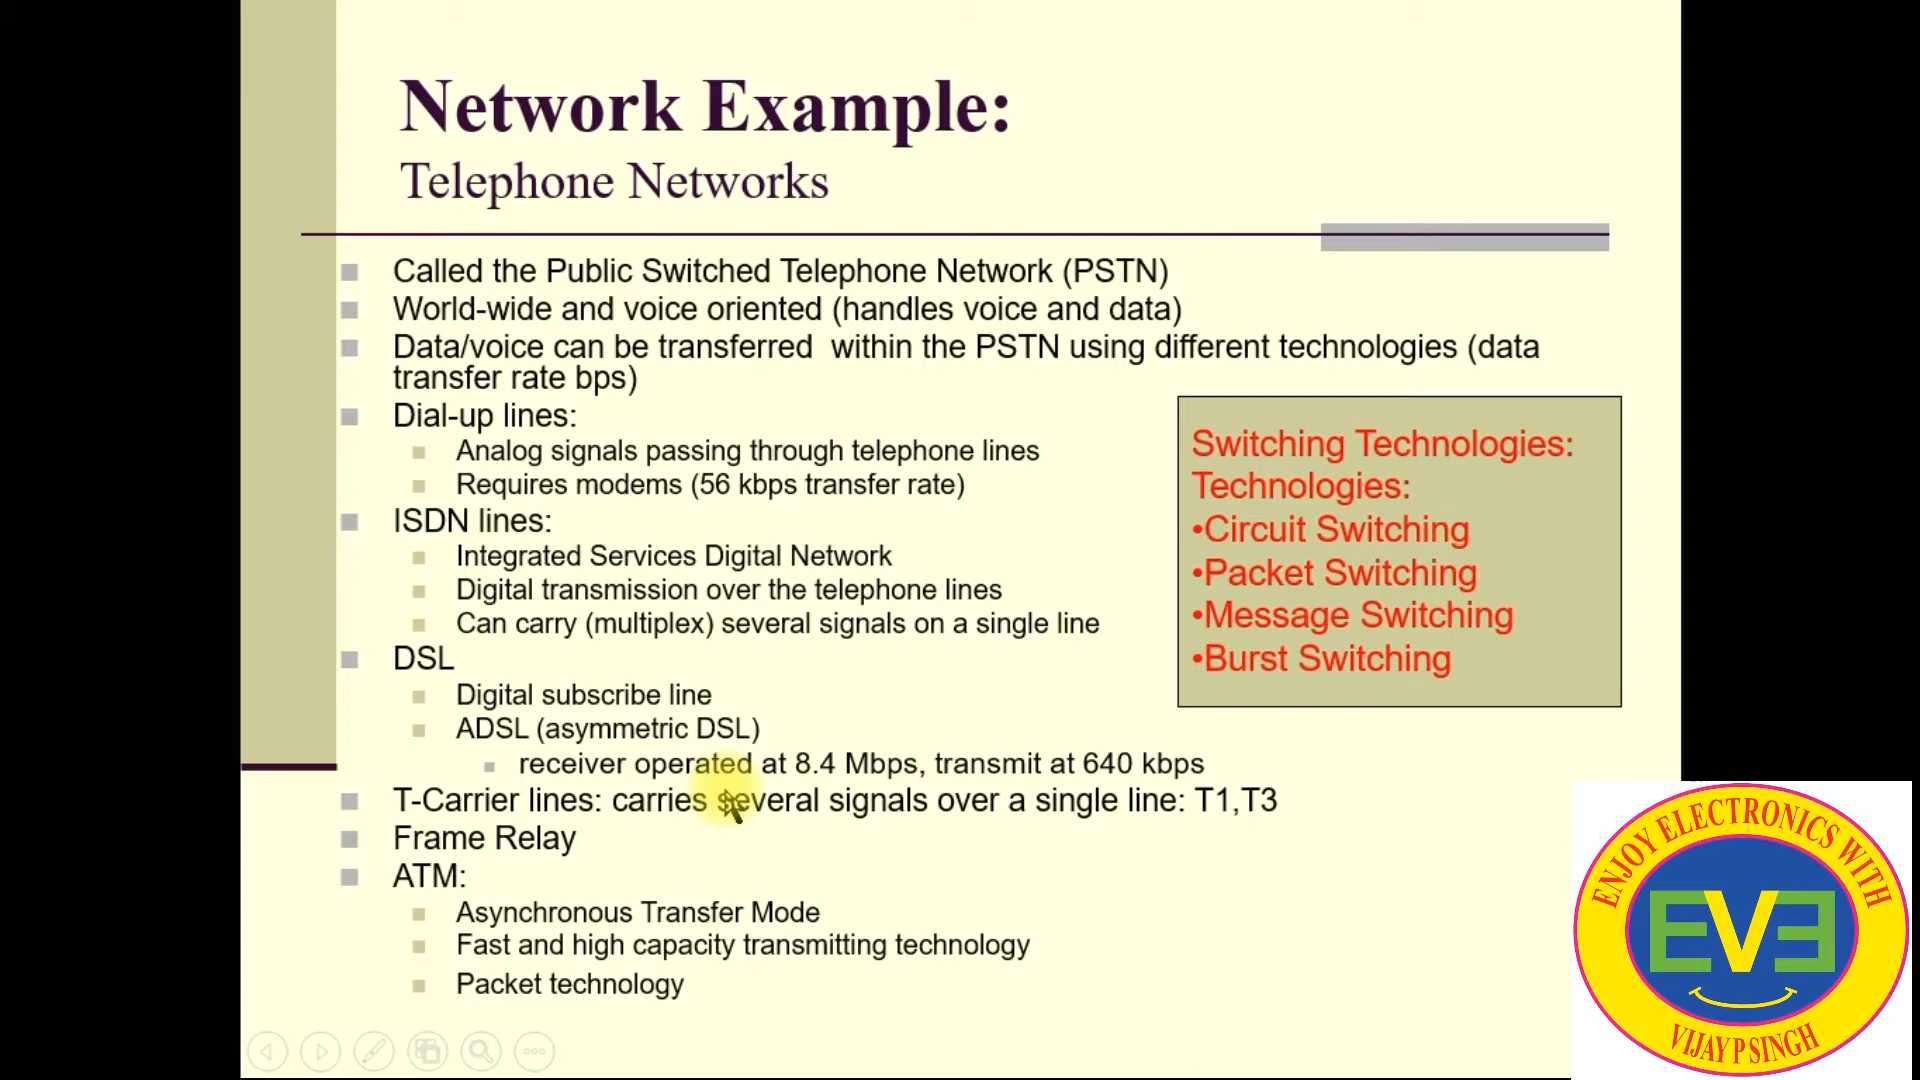 Network Example:
Telephone Networks
Called the Public Switched Telephone Network (PSTN)
World-wide and voice oriented (handles voice and data)
Data/voice can be transferred  within the PSTN using different technologies (data
transfer rate bps)
Dial-up lines:
Analog signals passing through telephone lines
Requires modems (56 kbps transfer rate)
ISDN lines:
Integrated Services Digital Network
Digital transmission over the telephone lines
Can carry (multiplex) several signals on a single line
DSL
Digital subscribe line
ADSL (asymmetric DSL)
receiver operated at 8.4 Mbps, transmit at 640 kbps
T-Carrier lines: carries several signals over a single line: T1,T3
Frame Relay
ATM:
Asynchronous Transfer Mode
Fast and high capacity transmitting technology
Packet technology
Switching Technologies:
Technologies:
•Circuit Switching
•Packet Switching
•Message Switching
•Burst Switching
ENJOY ELECTRONICS WITH
EVE
VIJAY P SINGH